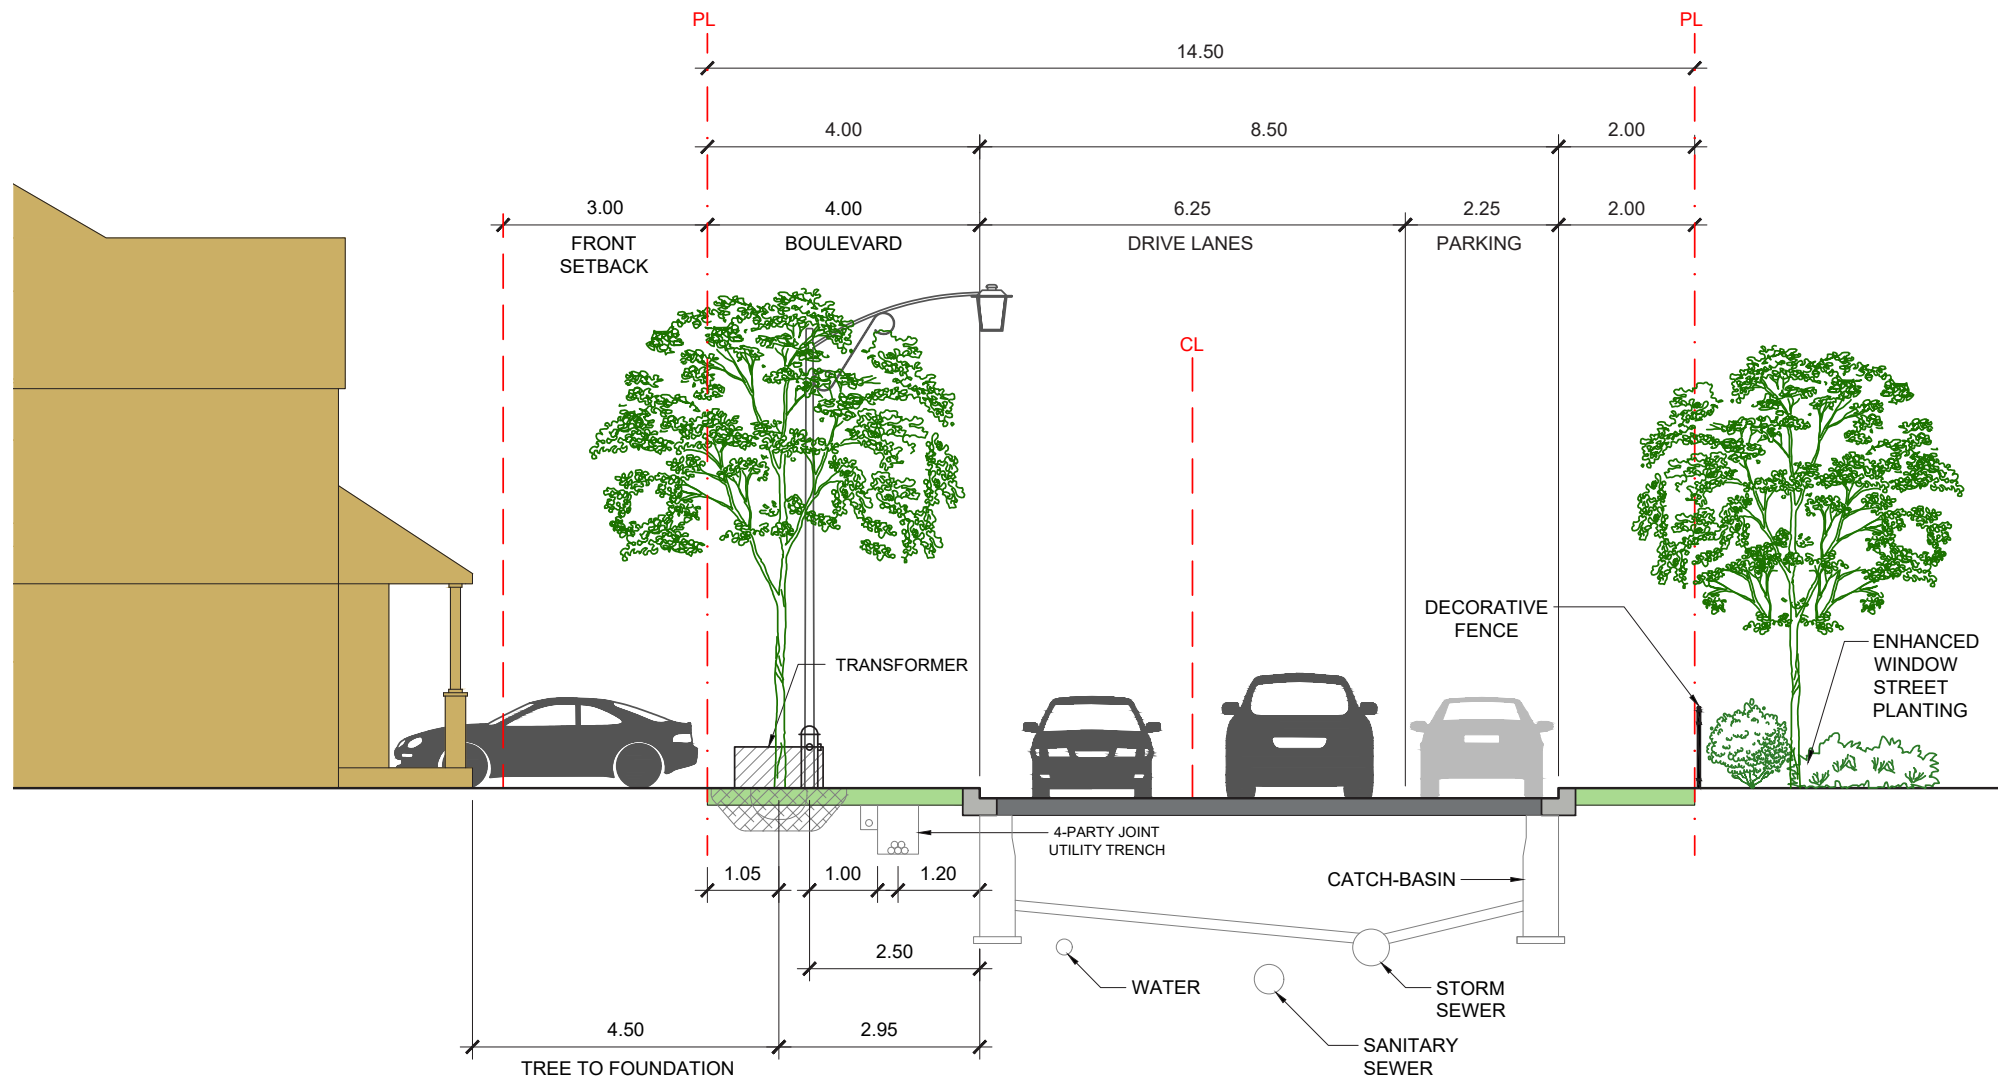 PL
PL
14.50
4.00
8.50
2.00
3.00
4.00
6.25
2.25
2.00
FRONT
SETBACK
BOULEVARD
DRIVE LANES
PARKING
CL
DECORATIVE
FENCE
ENHANCED
WINDOW
STREET
PLANTING
TRANSFORMER
4-PARTY JOINT
UTILITY TRENCH
1.05
1.00
1.20
CATCH-BASIN
2.50
WATER
STORM
SEWER
4.50
2.95
SANITARY
SEWER
TREE TO FOUNDATION